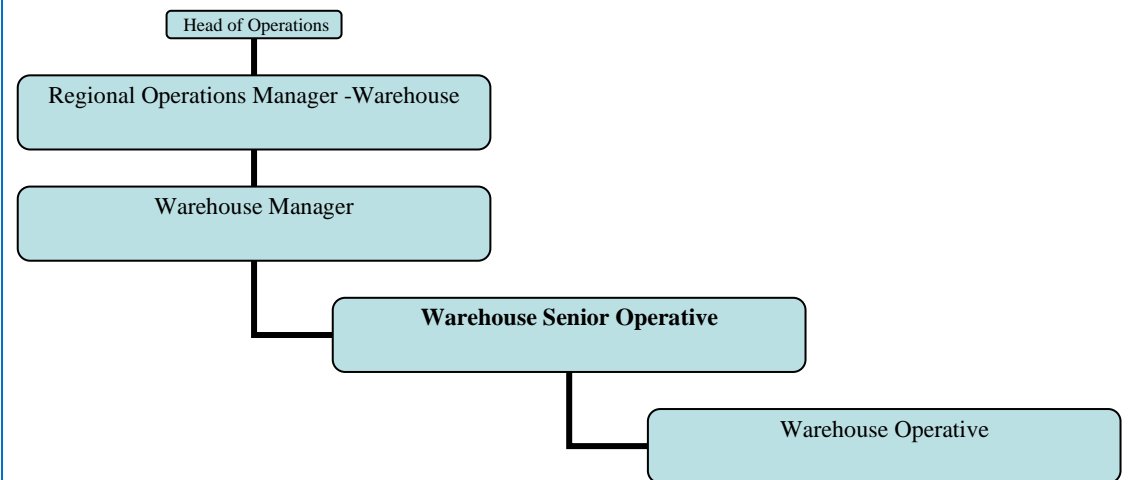 Head of Operations
Regional Operations Manager -Warehouse
Warehouse Manager
Warehouse Senior Operative
Warehouse Operative